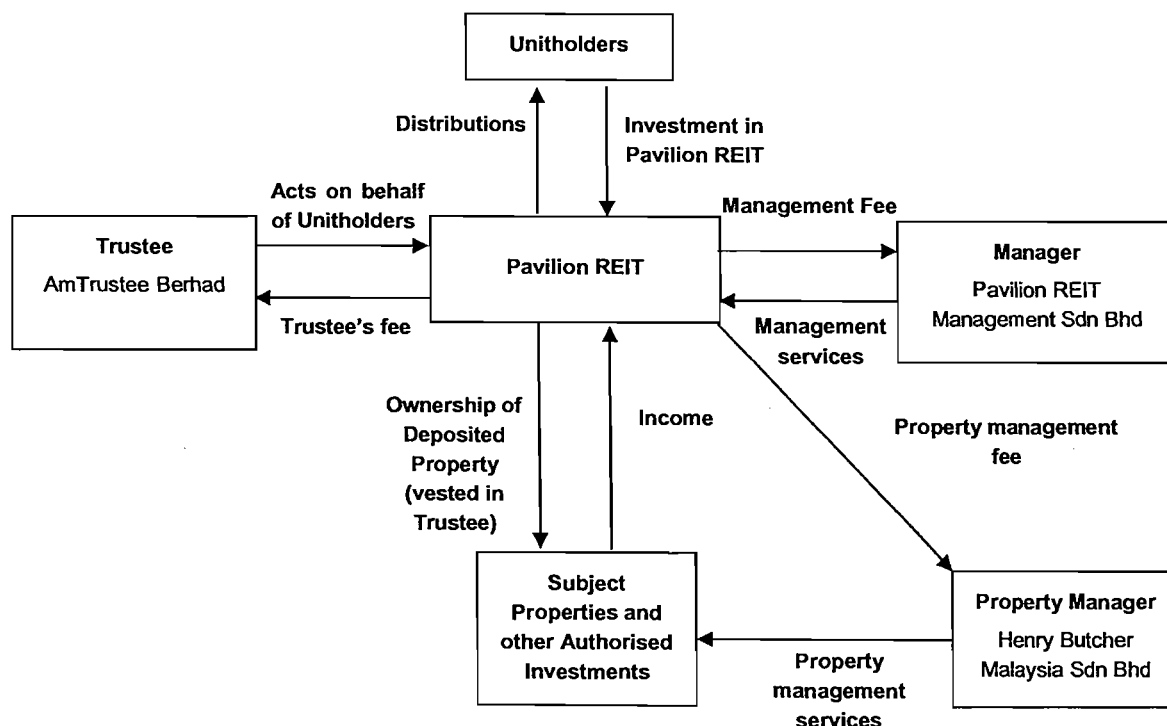 Unitholders
Distributions
Investment in
Pavilion REIT
Acts on behalf
of Unitholders
Management Fee
Trustee
AmTrustee Berhad
Pavilion REIT
Manager
Pavilion REIT
Management Sdn Bhd
Trustee's fee
Management
services
Ownership of
Deposited
Property
(vested in
Trustee)
Income
Property management
fee
Subject
Properties and
other Authorised
Investments
Property Manager
Henry Butcher
Malaysia Sdn Bhd
Property
management
services